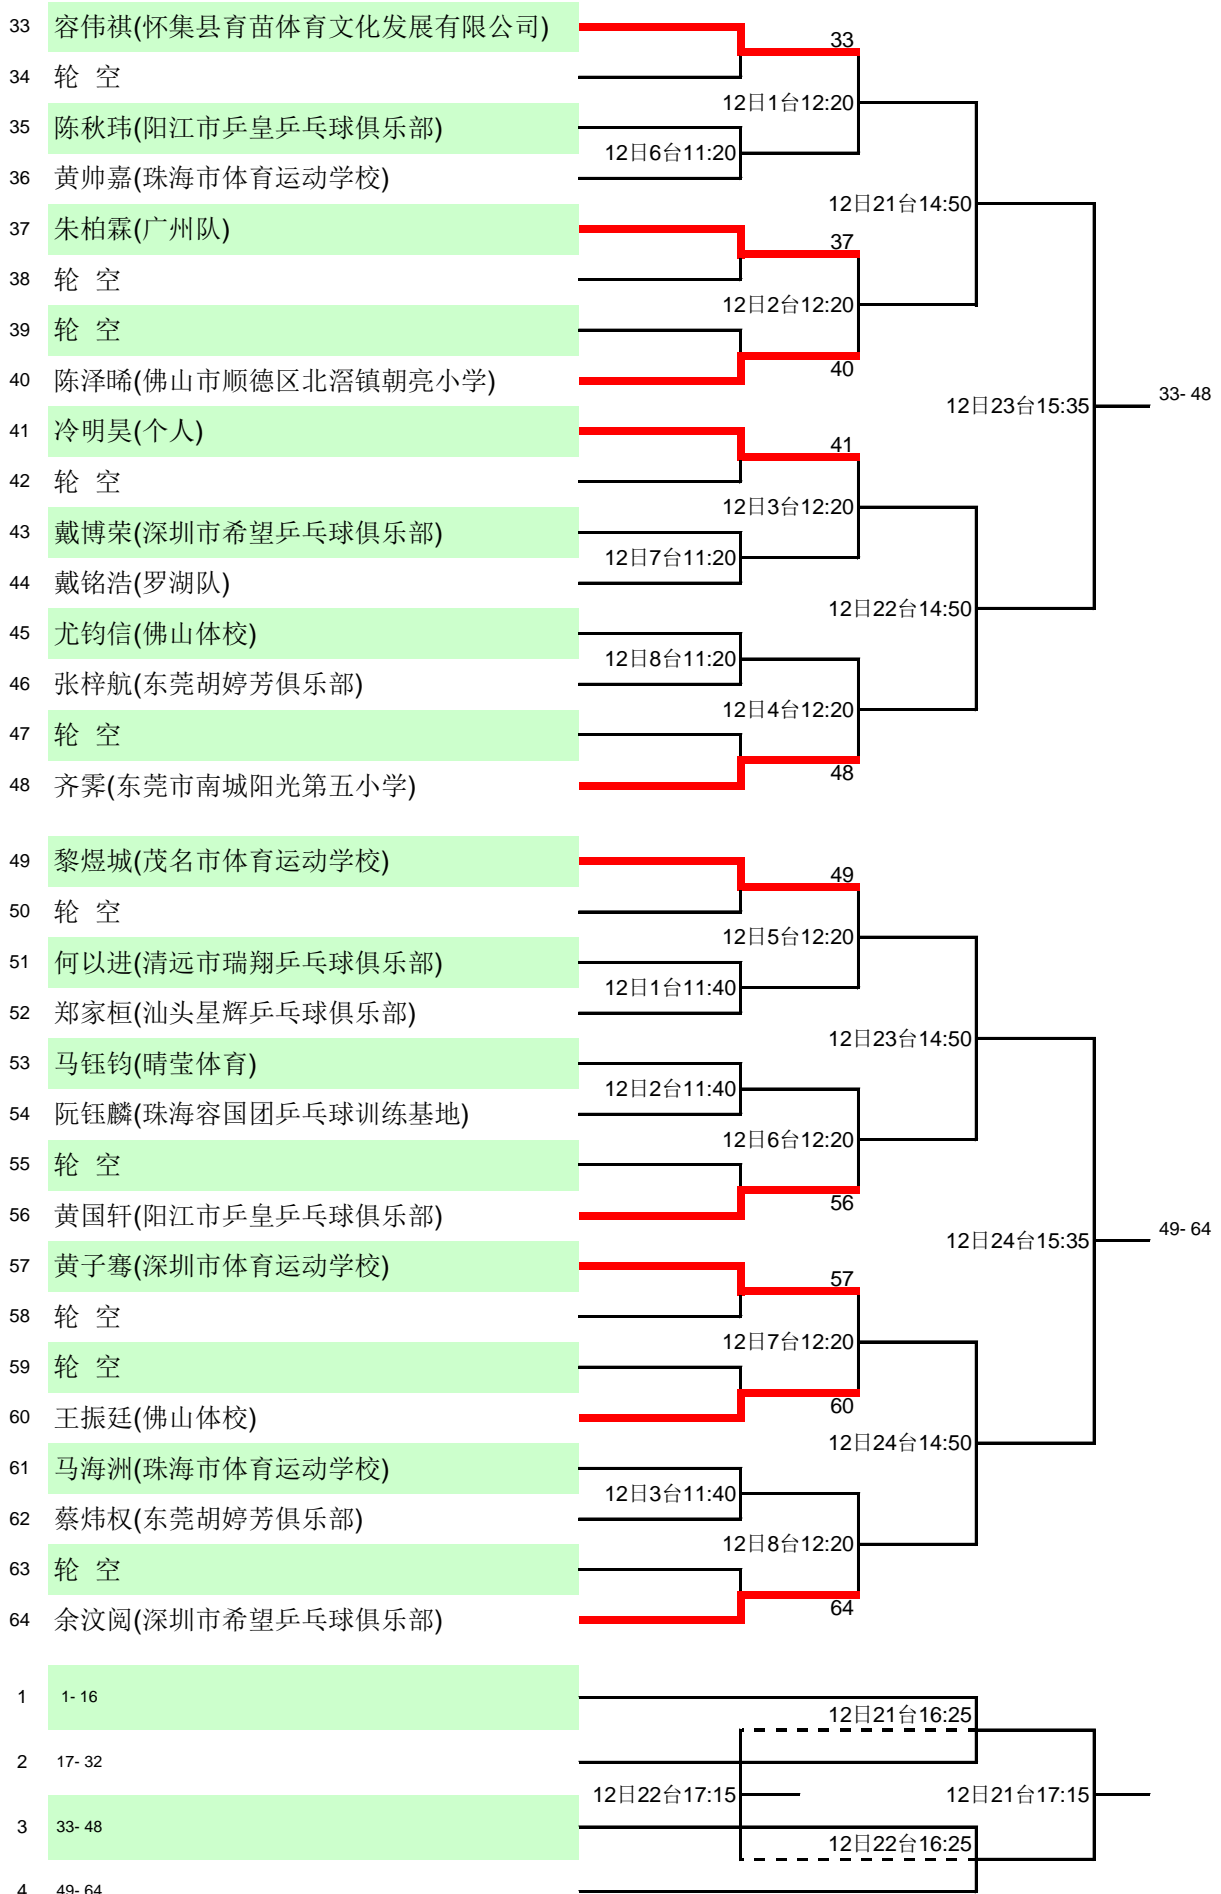 33 容伟祺(怀集县育苗体育文化发展有限公司)
33
34 轮 空
12日1台12:20
35 陈秋玮(阳江市乒皇乒乓球俱乐部)
12日6台11:20
36 黄帅嘉(珠海市体育运动学校)
12日21台14:50
37 朱柏霖(广州队)
37
38 轮 空
12日2台12:20
39 轮 空
40
40 陈泽晞(佛山市顺德区北滘镇朝亮小学)
12日23台15:35
33-48
41 冷明昊(个人)
41
42 轮 空
12日3台12:20
43 戴博荣(深圳市希望乒乓球俱乐部)
12日7台11:20
44 戴铭浩(罗湖队)
12日22台14:50
45 尤钧信(佛山体校)
12日8台11:20
46 张梓航(东莞胡婷芳俱乐部)
12日4台12:20
47 轮 空
48
48 齐霁(东莞市南城阳光第五小学)
49 黎煜城(茂名市体育运动学校)
49
50 轮 空
12日5台12:20
51 何以进(清远市瑞翔乒乓球俱乐部)
12日1台11:40
52 郑家桓(汕头星辉乒乓球俱乐部)
12日23台14:50
53 马钰钧(晴莹体育)
12日2台11:40
54 阮钰麟(珠海容国团乒乓球训练基地)
12日6台12:20
55 轮 空
56
56 黄国轩(阳江市乒皇乒乓球俱乐部)
12日24台15:35
49-64
57 黄子骞(深圳市体育运动学校)
57
58 轮 空
12日7台12:20
59 轮 空
60
60 王振廷(佛山体校)
12日24台14:50
61 马海洲(珠海市体育运动学校)
12日3台11:40
62 蔡炜权(东莞胡婷芳俱乐部)
12日8台12:20
63 轮 空
64
64 余汶阅(深圳市希望乒乓球俱乐部)
1 1-16
12日21台16:25
2 17-32
12日22台17:15
12日21台17:15
3 33-48
12日22台16:25
4 49-64